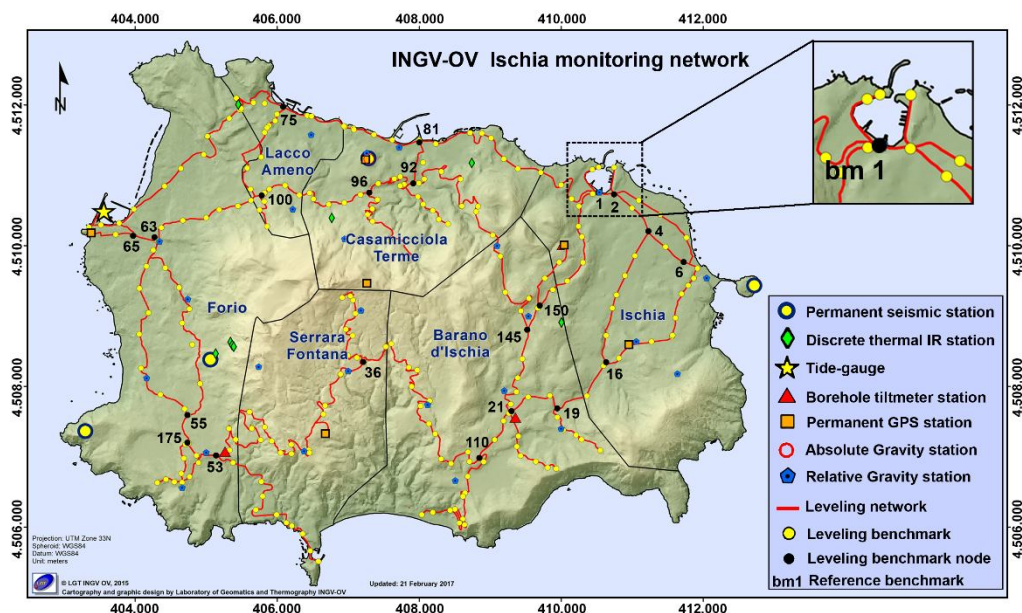 404.000 406.000 408.000 410.000 412.000
INGV-OV Ischia monitoring network
N
4.512.000
4.510.000
4.508.000
4.506.000
4.512.000
4.510.000
4.508.000
4.506.000
bm 1
75
81
Lacco
Ameno
92
96
100
1
2
4
6
63
65
Casamicciola
Terme
Forio
150
145
Ischia
Serrara
Fontana
Barano
d'Ischia
36
16
55
21
19
175
53
110
Permanent seismic station
Discrete thermal IR station
Tide-gauge
Borehole tiltmeter station
Permanent GPS station
Absolute Gravity station
Relative Gravity station
Leveling network
Leveling benchmark
Leveling benchmark node
bm1 Reference benchmark
Projection: UTM Zone 33N
Spheroid: WGS84
Datum: WGS84
Unit: meters
© LGT INGV OV, 2015
Updated: 21 February 2017
Cartography and graphic design by Laboratory of Geomatics and Thermography INGV-OV
404.000 406.000 408.000 410.000 412.000